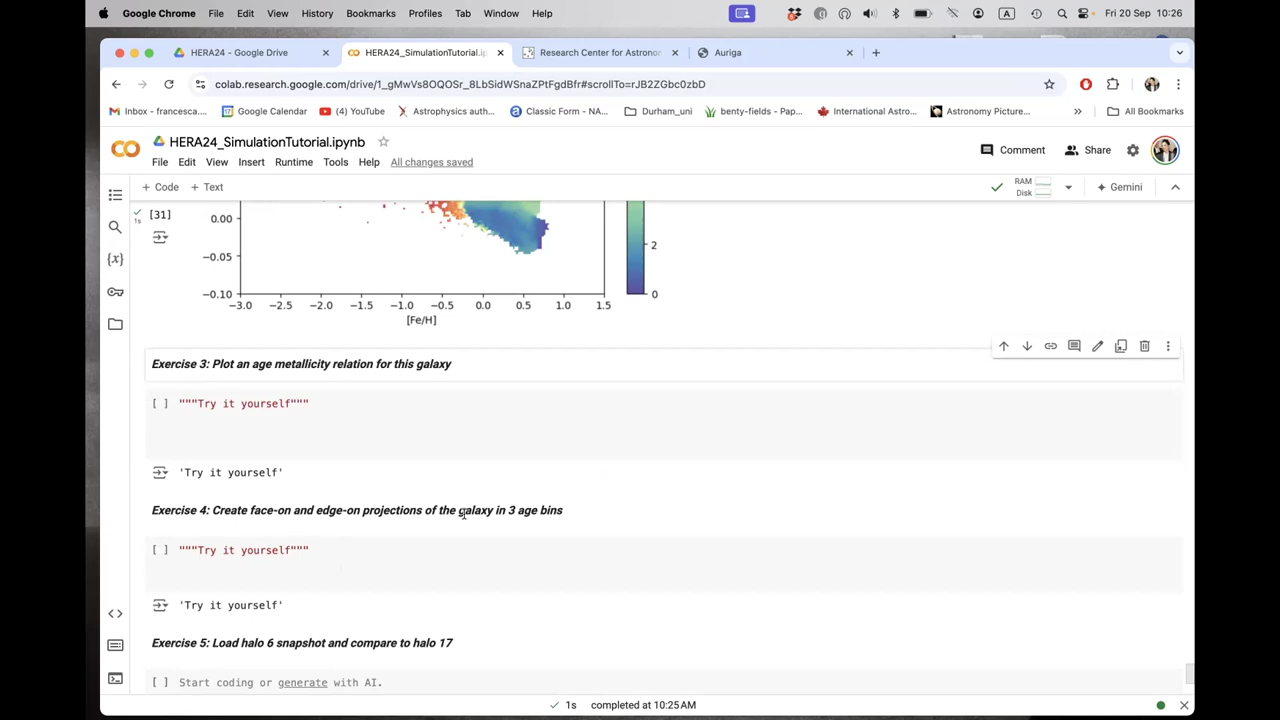 Google Chrome File Edit View History Bookmarks Profiles Tab Window Help A Fri 20 Sep 10:26
HERA24 - Google Drive HERA24_SimulationTutorial.ip Research Center for Astronom Auriga
colab.research.google.com/drive/1_gMwVs8OQOSr_8LbSidWSnaZPtFgdBfr#scrollTo=rJB2ZGbc0zbD
Inbox - francesca.... Google Calendar (4) YouTube Astrophysics auth... Classic Form - NA... Durham_uni benty-fields - Pap... International Astro... Astronomy Picture... » All Bookmarks
HERA24_SimulationTutorial.ipynb
File Edit View Insert Runtime Tools Help All changes saved
Comment Share
+ Code + Text RAM Disk Gemini
[31]
1s
0.00
-0.05
-0.10
2
0
-3.0 -2.5 -2.0 -1.5 -1.0 -0.5 0.0 0.5 1.0 1.5
[Fe/H]
Exercise 3: Plot an age metallicity relation for this galaxy
[ ] """Try it yourself"""
'Try it yourself'
Exercise 4: Create face-on and edge-on projections of the galaxy in 3 age bins
[ ] """Try it yourself"""
'Try it yourself'
Exercise 5: Load halo 6 snapshot and compare to halo 17
[ ] Start coding or generate with AI.
1s completed at 10:25AM